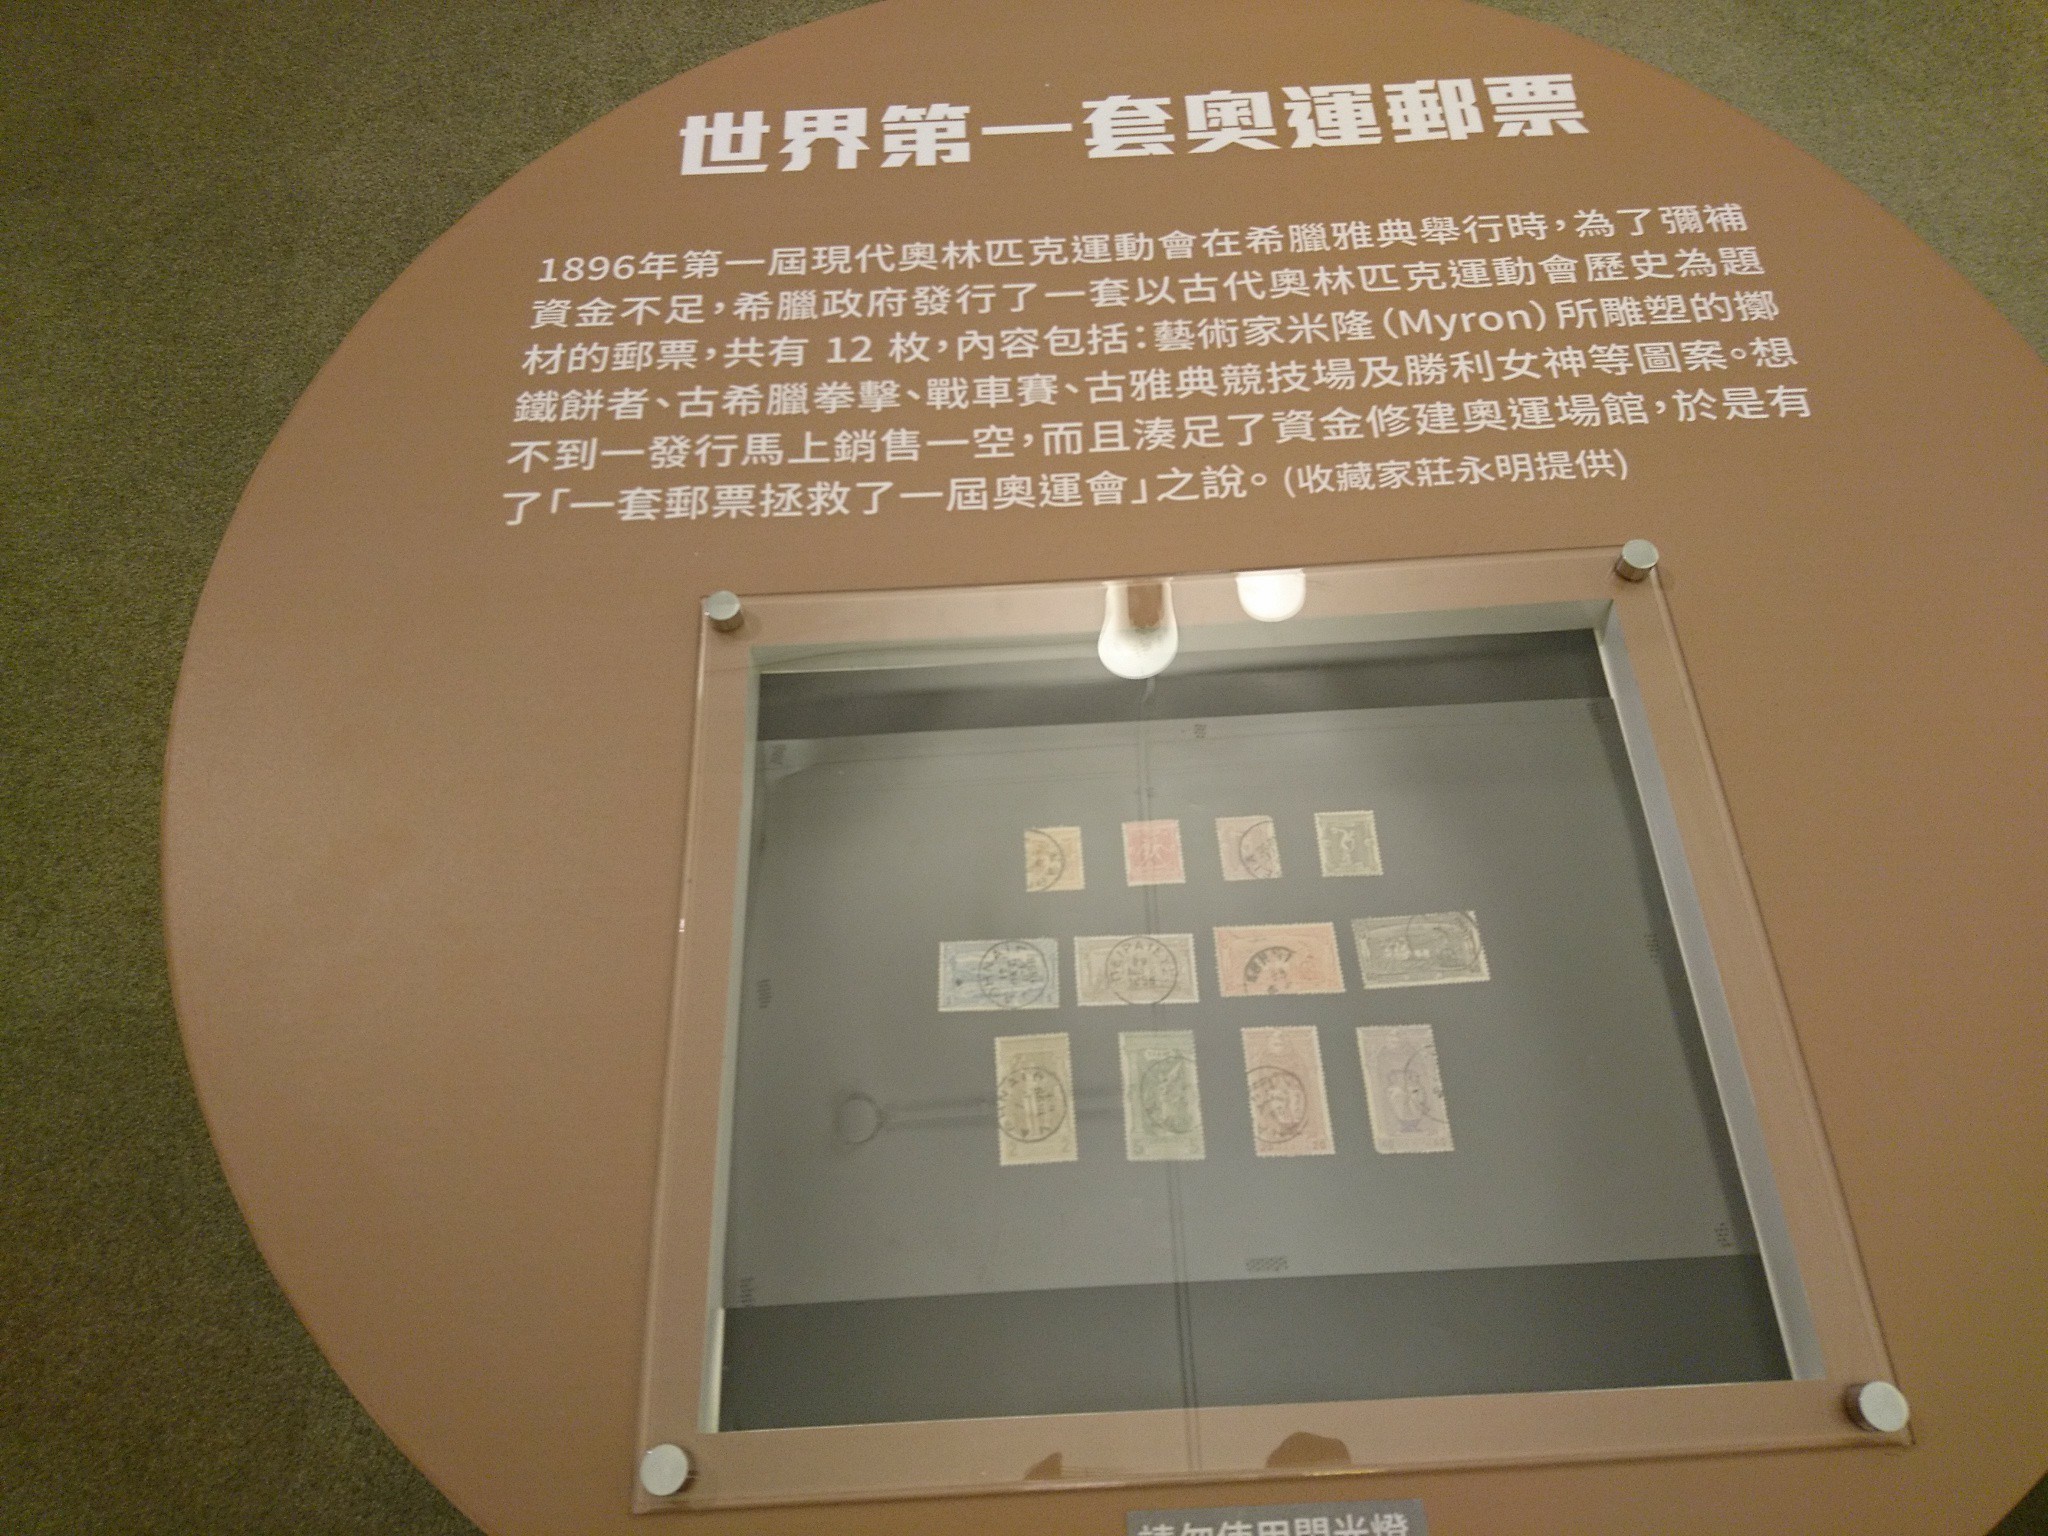 世界第一套奧運郵票
1896年第一屆現代奧林匹克運動會在希臘雅典舉行時，為了彌補
資金不足，希臘政府發行了一套以古代奧林匹克運動會歷史為題
材的郵票，共有 12 枚，內容包括：藝術家米隆（Myron）所雕塑的擲
鐵餅者、古希臘拳擊、戰車賽、古雅典競技場及勝利女神等圖案。想
不到一發行馬上銷售一空，而且湊足了資金修建奧運場館，於是有
了「一套郵票拯救了一屆奧運會」之說。(收藏家莊永明提供)
請勿使用閃光燈